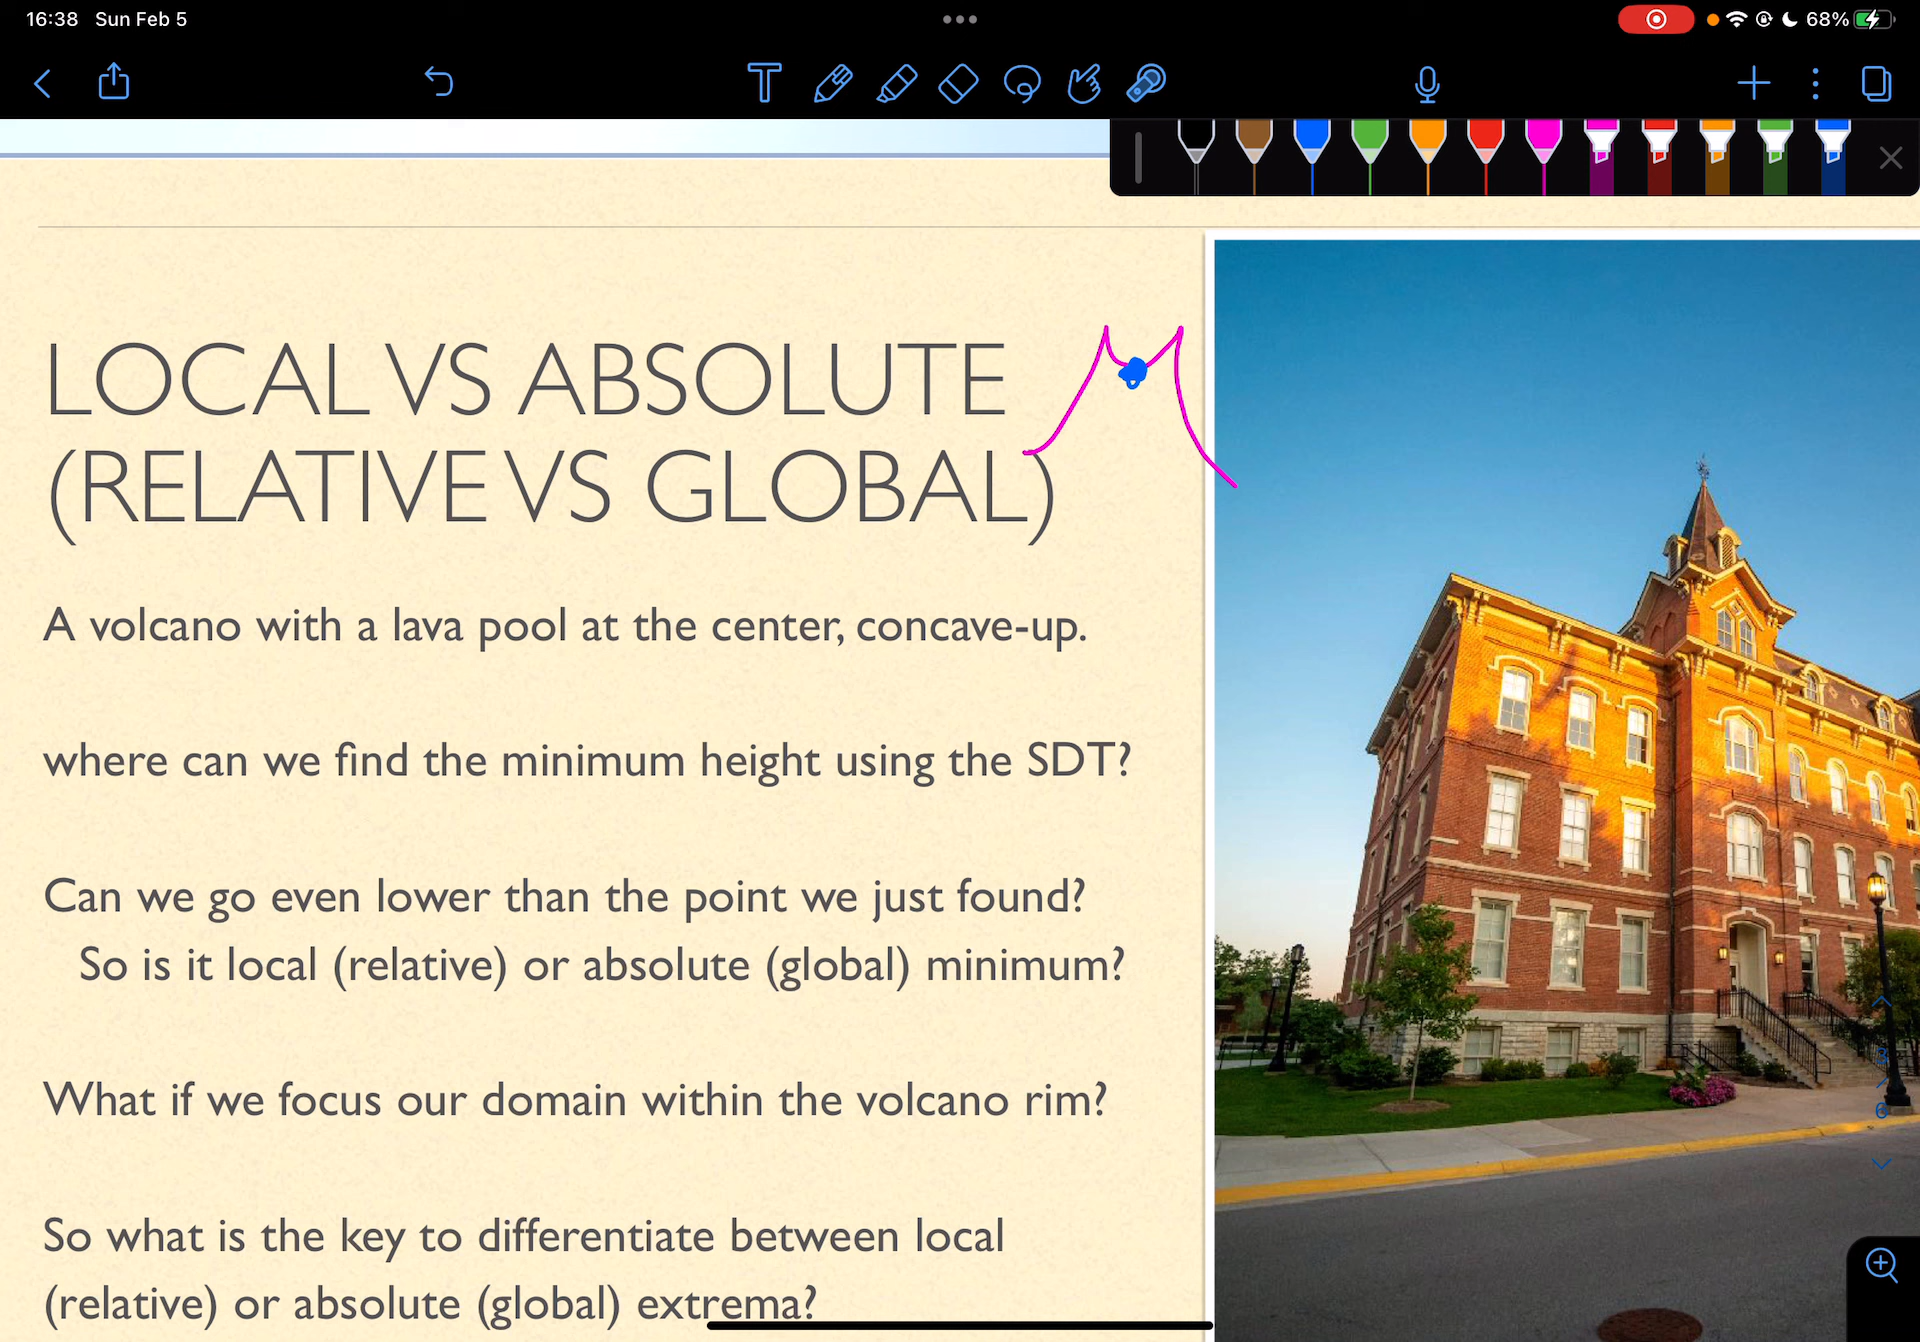 16:38 Sun Feb 5
68%
LOCAL VS ABSOLUTE
(RELATIVE VS GLOBAL)
A volcano with a lava pool at the center, concave-up.
where can we find the minimum height using the SDT?
Can we go even lower than the point we just found?
So is it local (relative) or absolute (global) minimum?
What if we focus our domain within the volcano rim?
So what is the key to differentiate between local
(relative) or absolute (global) extrema?
3
/
6